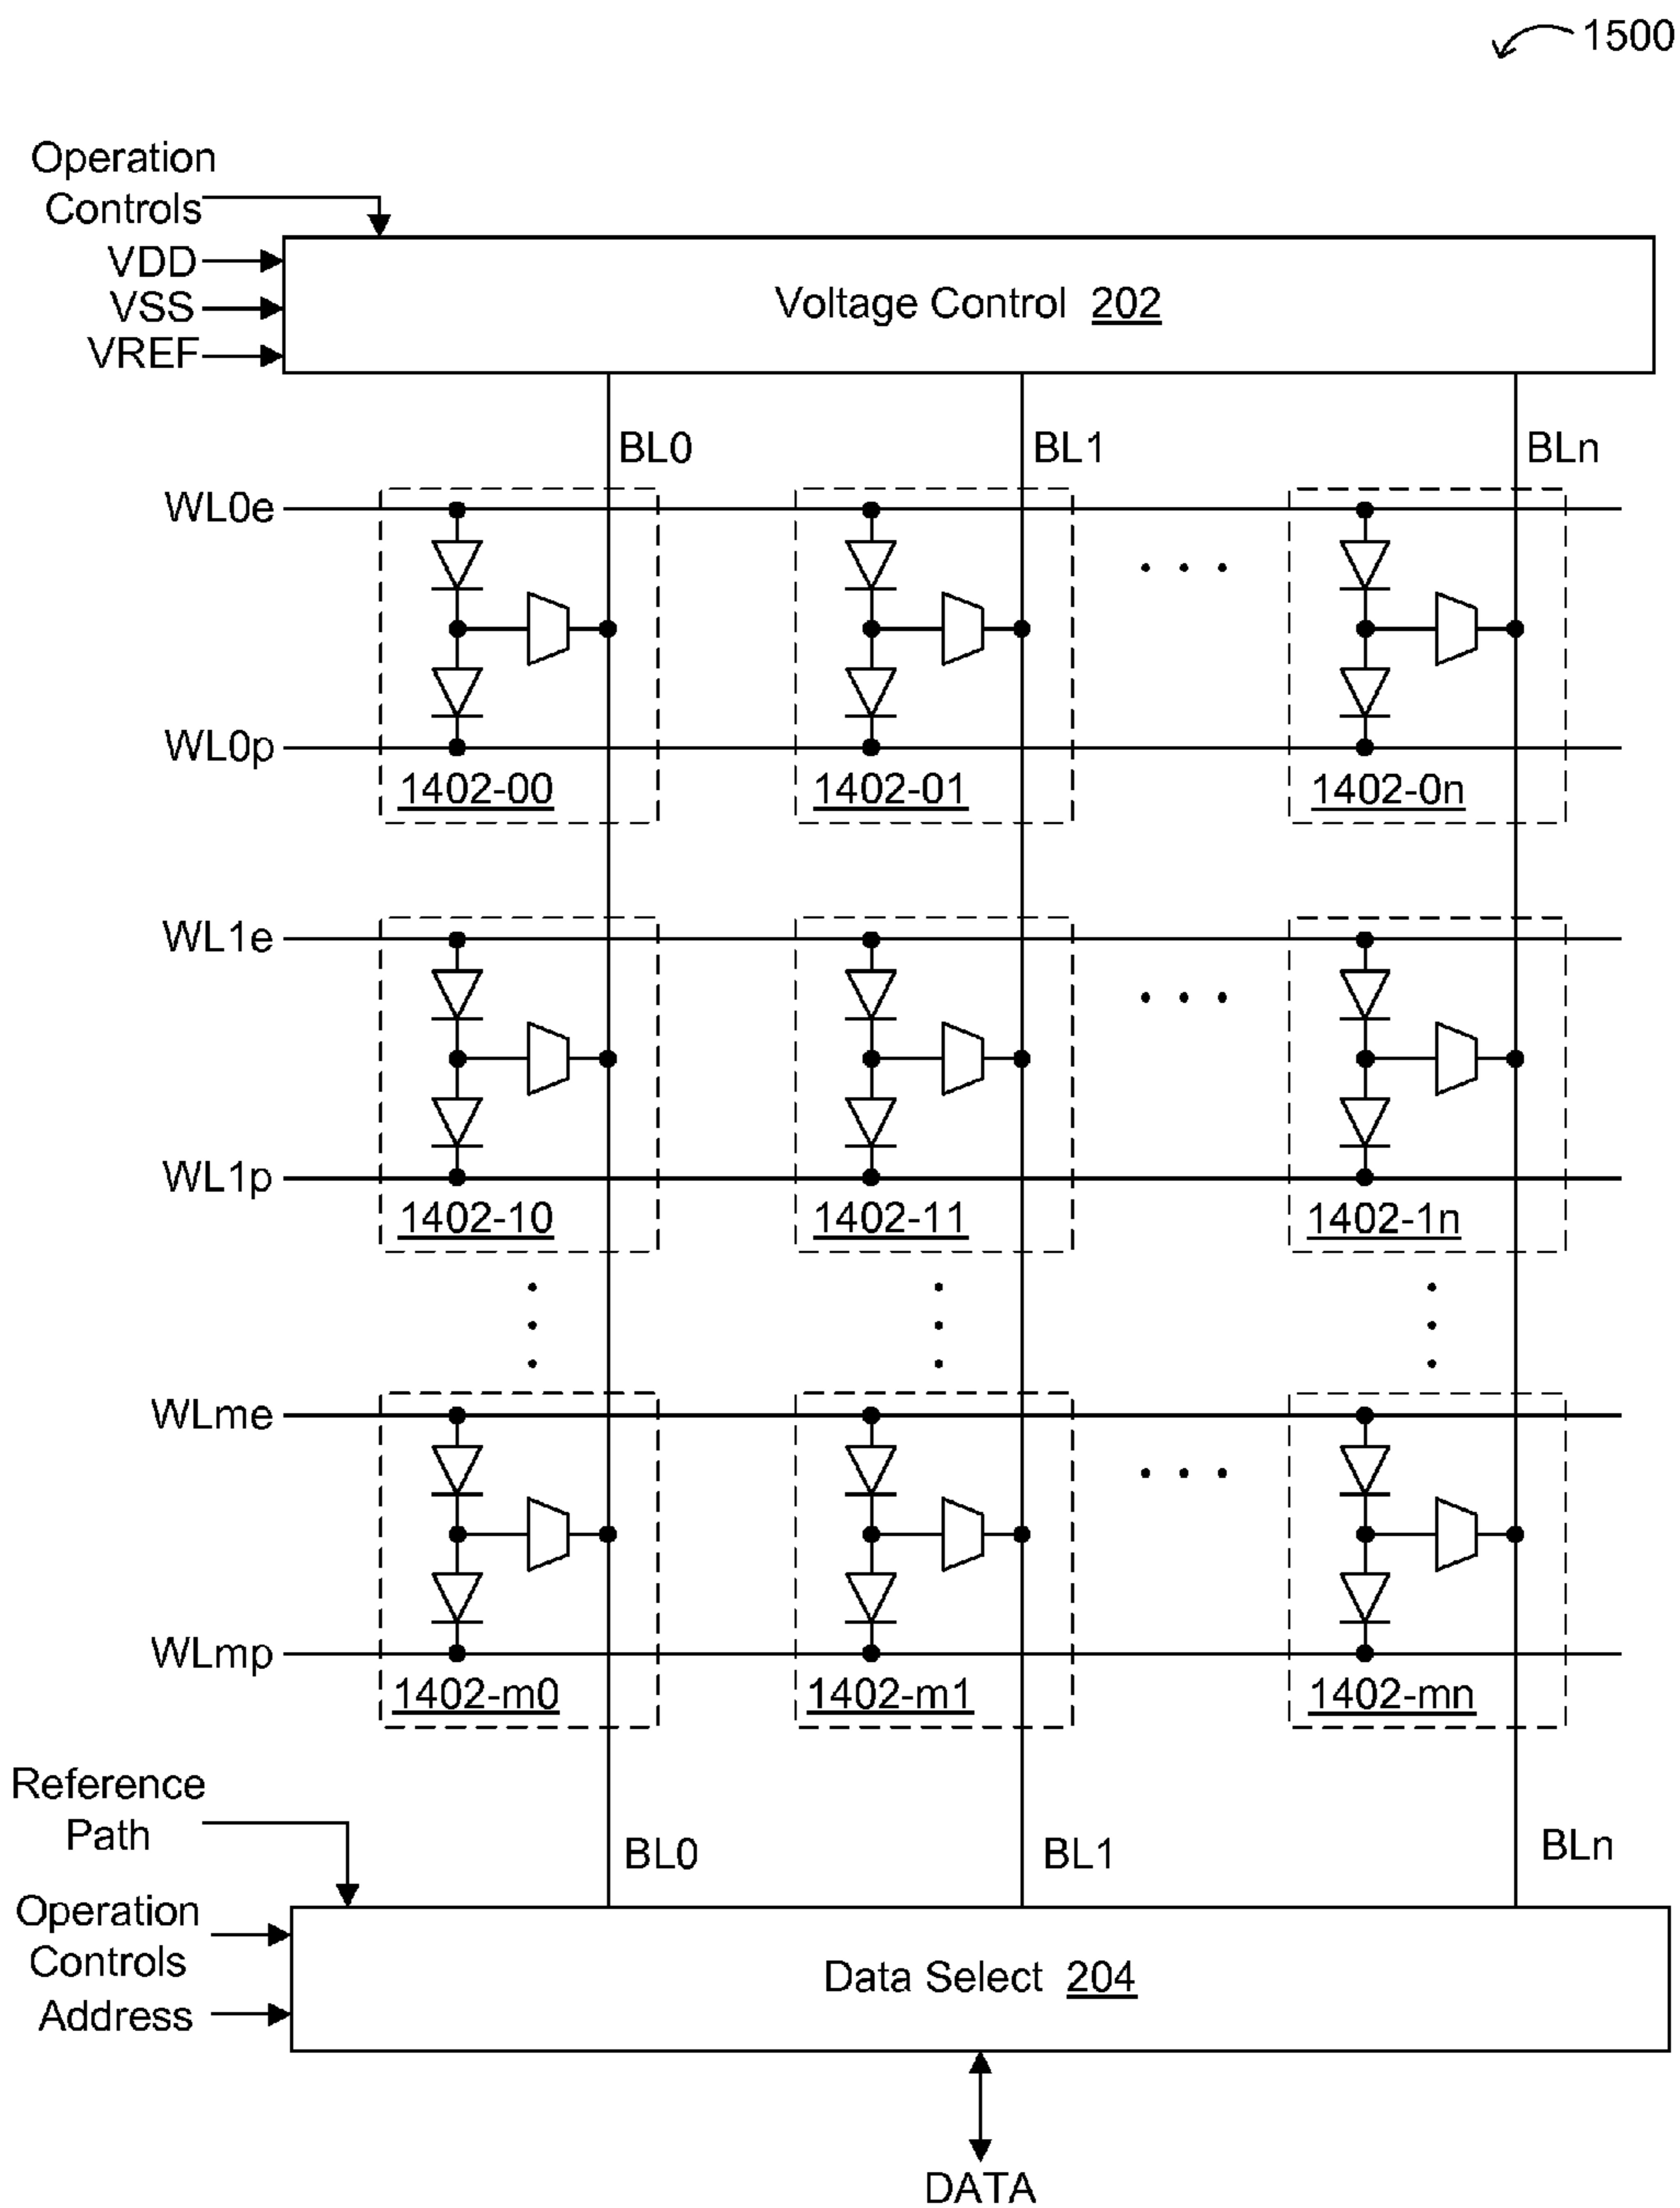 1500
Operation
Controls
VDD
VSS
VREF
Voltage Control 202
BL0 BL1 BLn
WL0e
WL0p
1402-00 1402-01 1402-0n
WL1e
WL1p
1402-10 1402-11 1402-1n
WLme
WLmp
1402-m0 1402-m1 1402-mn
Reference
Path
BL0 BL1 BLn
Operation
Controls
Address
Data Select 204
DATA